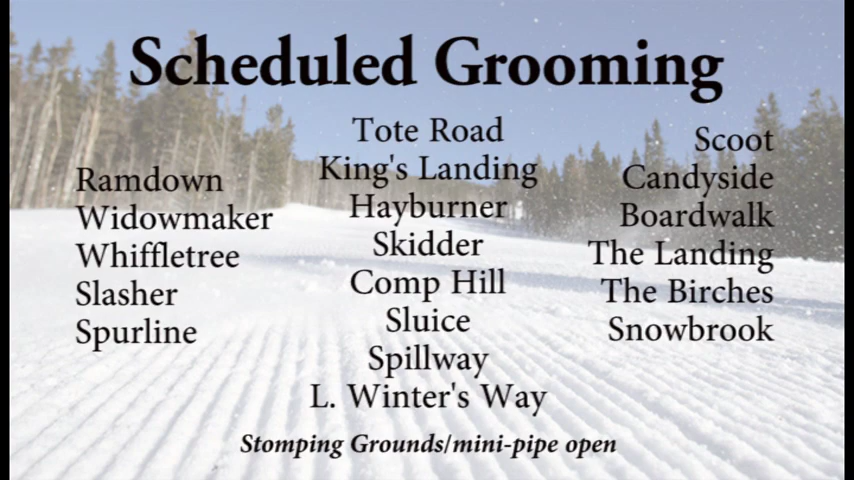 Scheduled Grooming
Ramdown
Widowmaker
Whiffletree
Slasher
Spurline
Tote Road
King's Landing
Hayburner
Skidder
Comp Hill
Sluice
Spillway
L. Winter's Way
Scoot
Candyside
Boardwalk
The Landing
The Birches
Snowbrook
Stomping Grounds/mini-pipe open